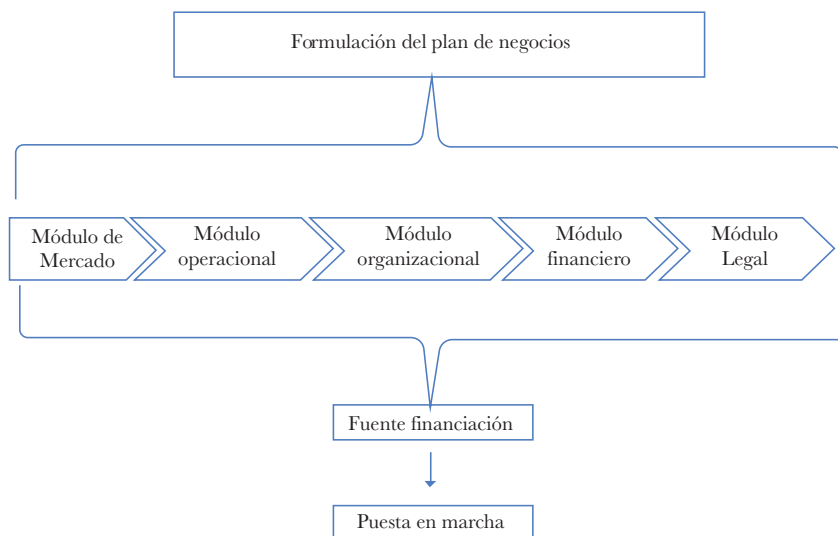 Formulación del plan de negocios
Módulo de
Mercado
Módulo
operacional
Módulo
organizacional
Módulo
financiero
Módulo
Legal
Fuente financiación
Puesta en marcha